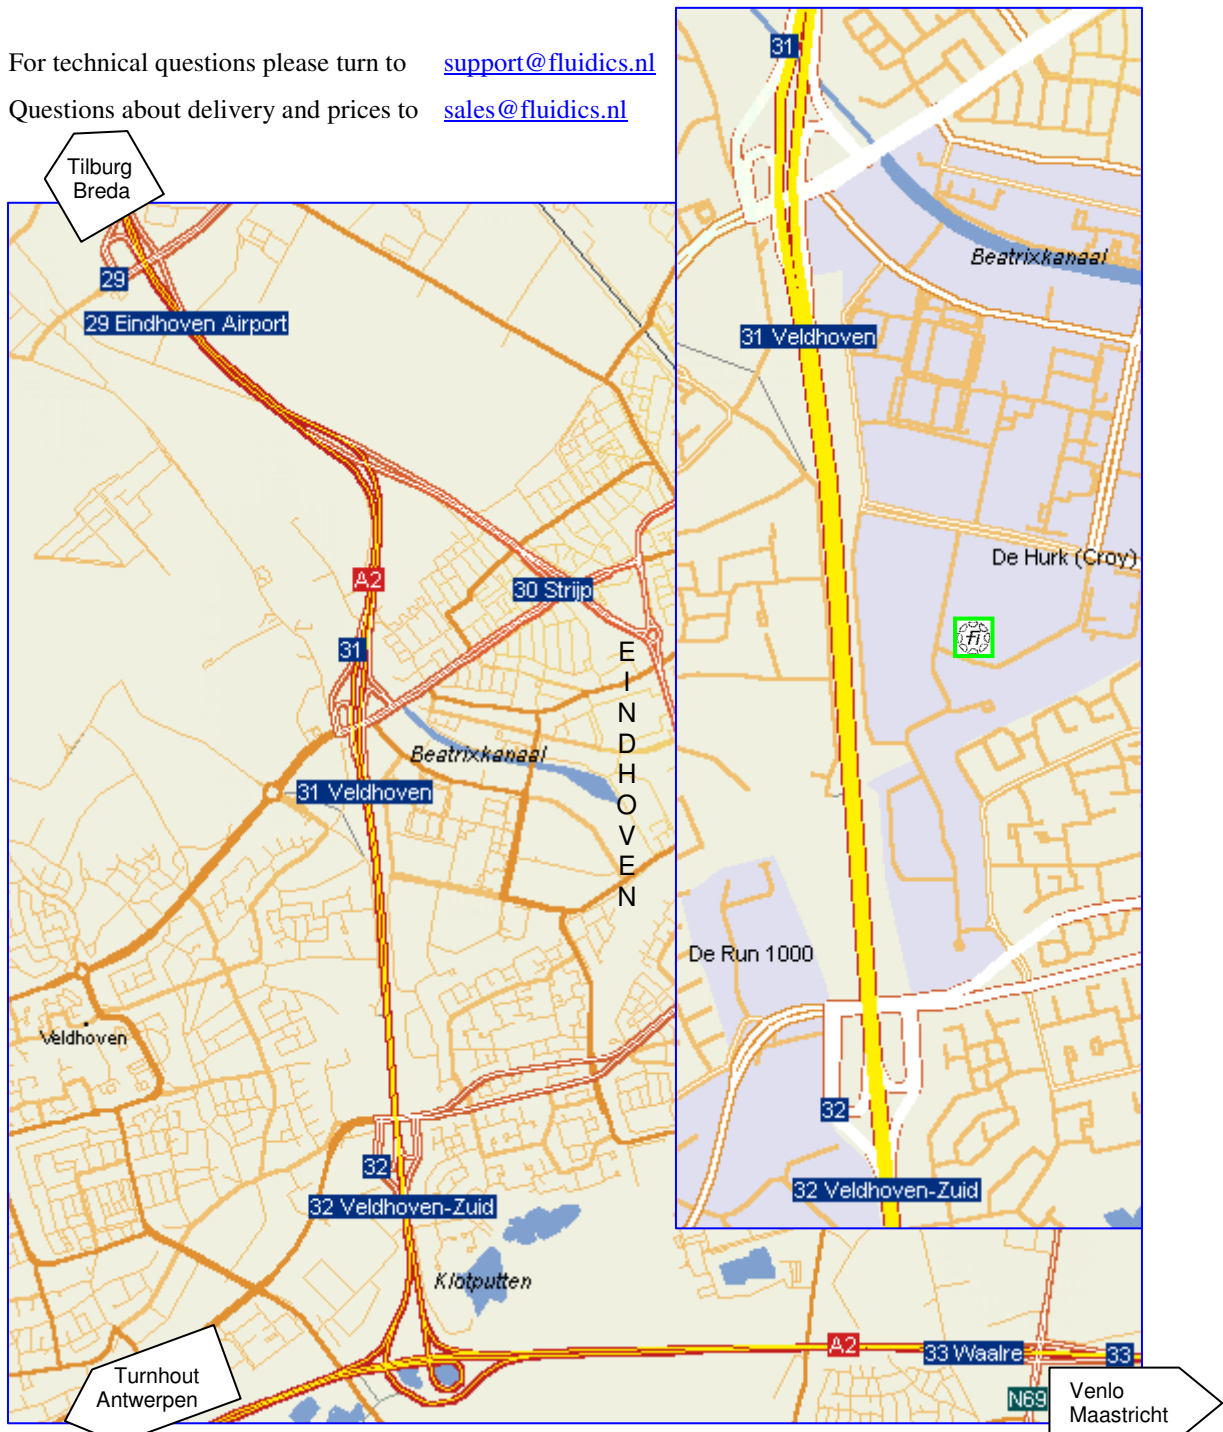 For technical questions please turn to support@fluidics.nl
Questions about delivery and prices to sales@fluidics.nl
Tilburg
Breda
29
29 Eindhoven Airport
A2
30 Strijp
31
Beatrixkanaal
31 Veldhoven
EINDHOVEN
Veldhoven
32
32 Veldhoven-Zuid
Klotputten
Turnhout
Antwerpen
A2
33 Waalre
33
N69
Venlo
Maastricht
31
Beatrixkanaal
31 Veldhoven
De Hurk (Croy)
Fi
De Run 1000
32
32 Veldhoven-Zuid